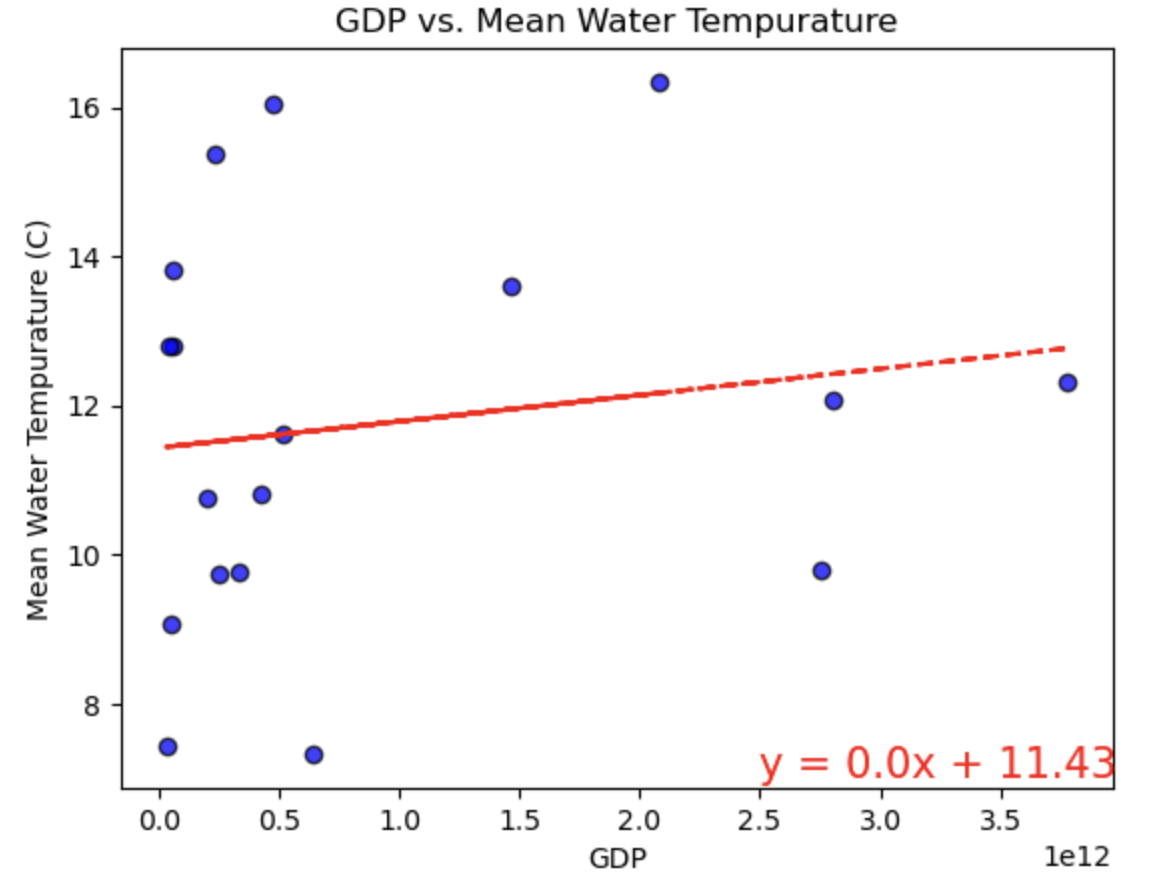 GDP vs. Mean Water Tempurature
Mean Water Tempurature (C)
16
14
12
10
8
y = 0.0x + 11.43
0.0 0.5 1.0 1.5 2.0 2.5 3.0 3.5
GDP
1e12